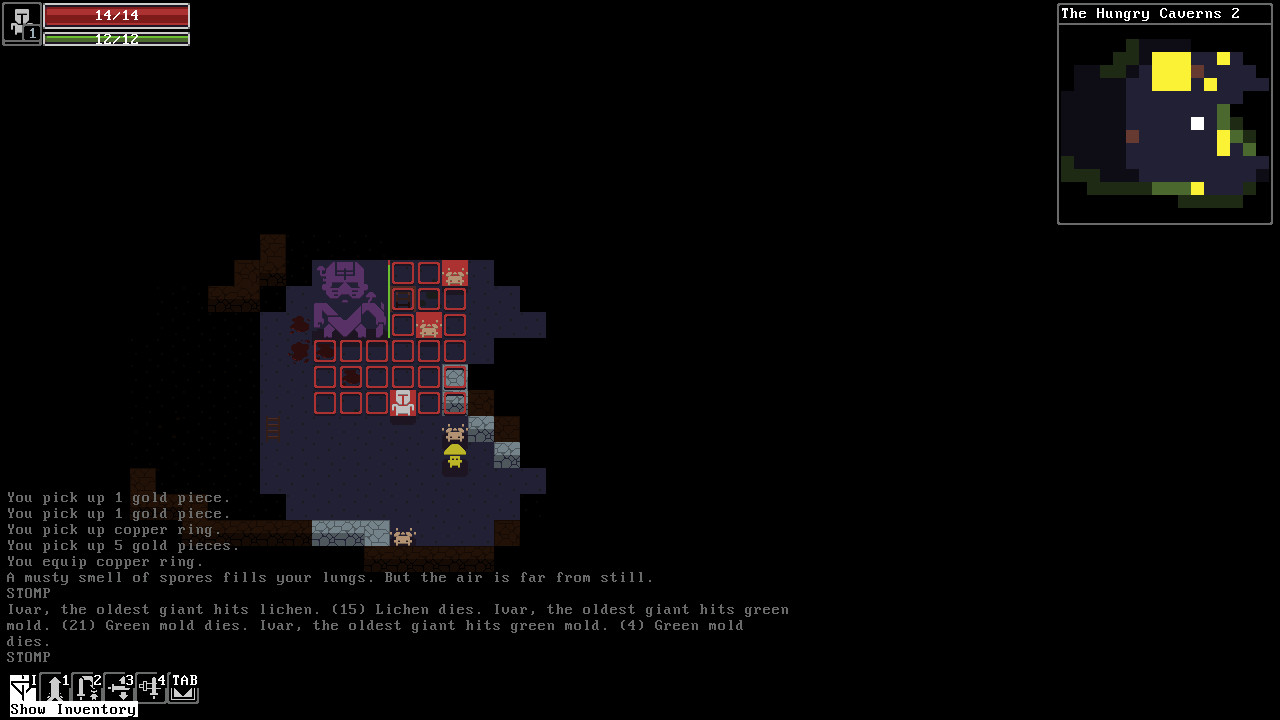 14/14
1
12/12
The Hungry Caverns 2
You pick up 1 gold piece.
You pick up 1 gold piece.
You pick up copper ring.
You pick up 5 gold pieces.
You equip copper ring.
A musty smell of spores fills your lungs. But the air is far from still.
STOMP
Ivar, the oldest giant hits lichen. (15) Lichen dies. Ivar, the oldest giant hits green
mold. (21) Green mold dies. Ivar, the oldest giant hits green mold. (4) Green mold
dies.
STOMP
I 1 2 3 4 TAB
Show Inventory